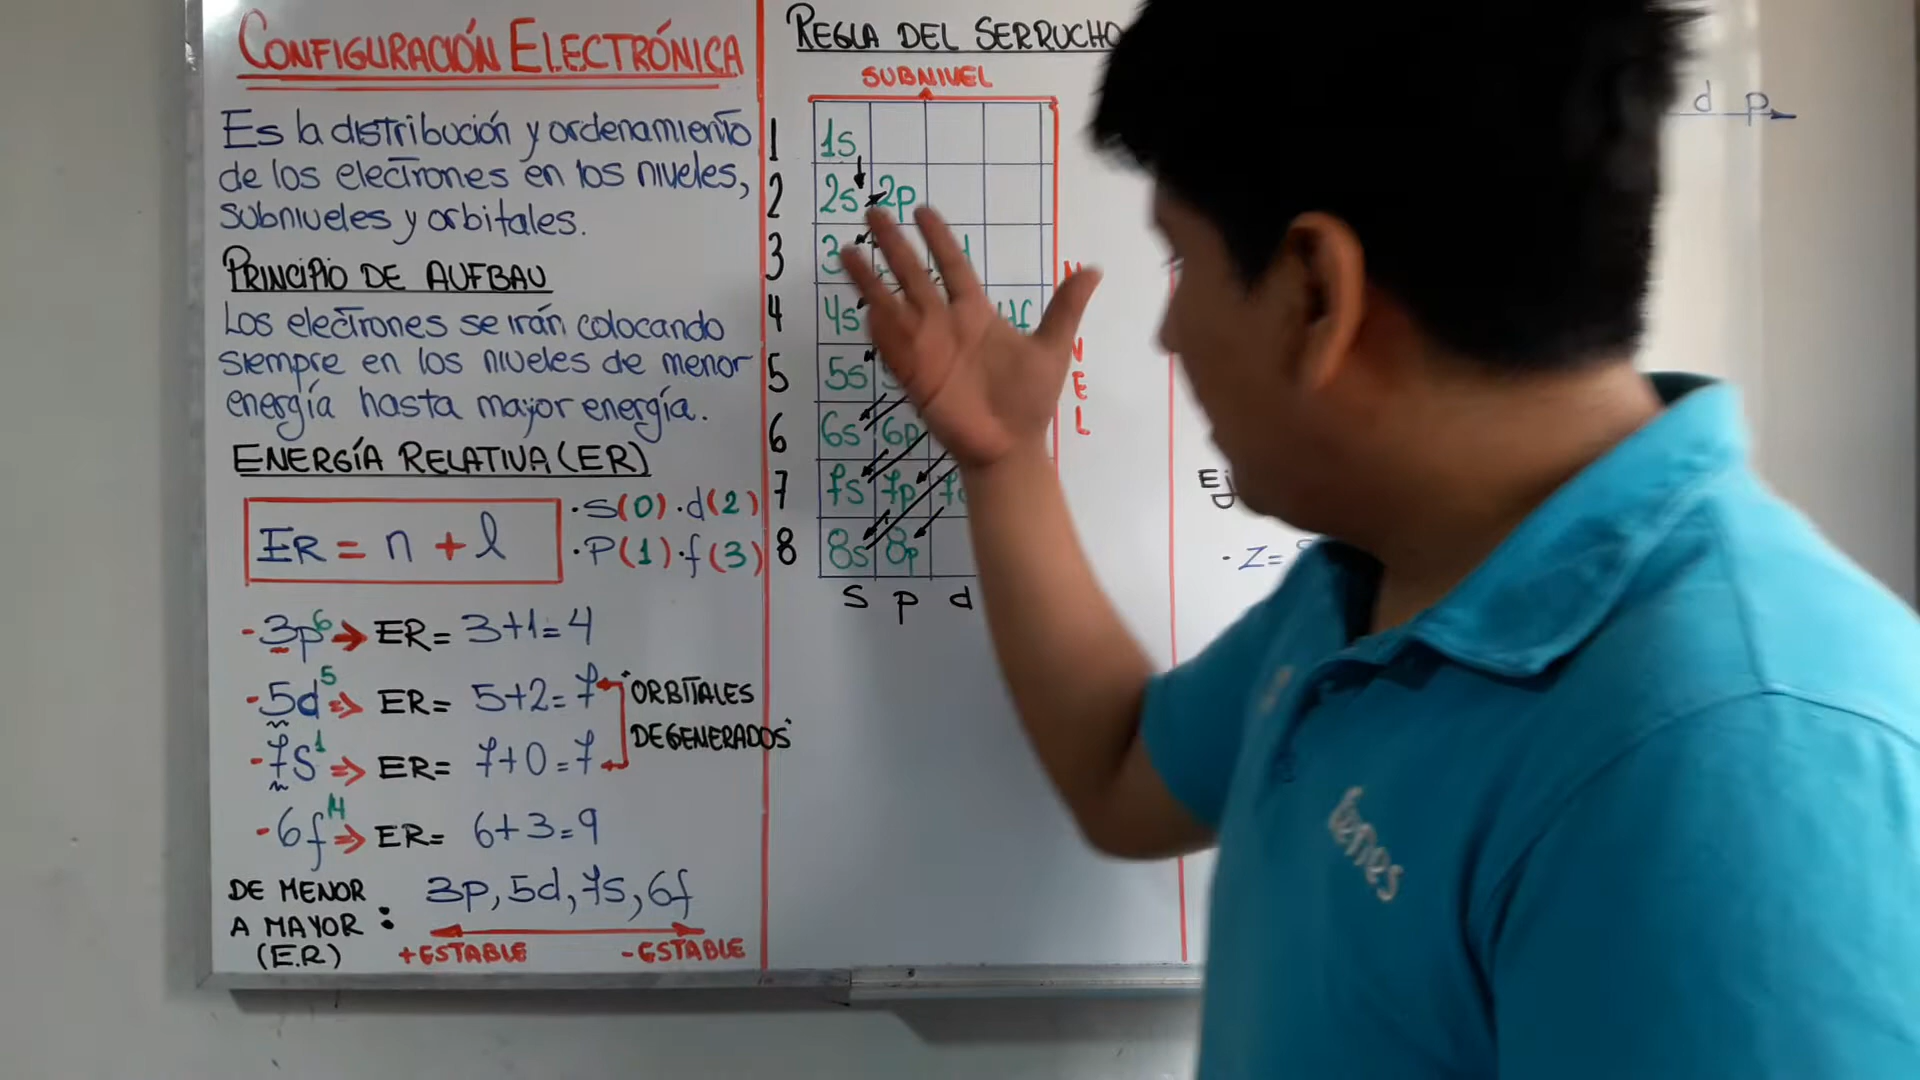 CONFIGURACIÓN ELECTRÓNICA
Es la distribución y ordenamiento
de los electrones en los niveles,
subniveles y orbitales.
PRINCIPIO DE AUFBAU
Los electrones se irán colocando
siempre en los niveles de menor
energía hasta mayor energía.
ENERGÍA RELATIVA (ER)
ER = n + l
·S(0) ·d(2)
·P(1) ·f(3)
-3p⁶ → ER= 3+1=4
-5d⁵ ⇒ ER= 5+2=7
-7S¹ ⇒ ER= 7+0=7
"ORBITALES
DEGENERADOS"
-6f¹⁴ ⇒ ER= 6+3=9
DE MENOR
A MAYOR :
(E.R)
3p, 5d, 7s, 6f
+ESTABLE -ESTABLE
REGLA DEL SERRUCHO
SUBNIVEL
1 1s
2 2s 2p
3 3
4 4s 4f
5 5s 5
6 6s 6p
7 7s 7p 7
8 8s 8p
s p d
d p
Ej
·Z=